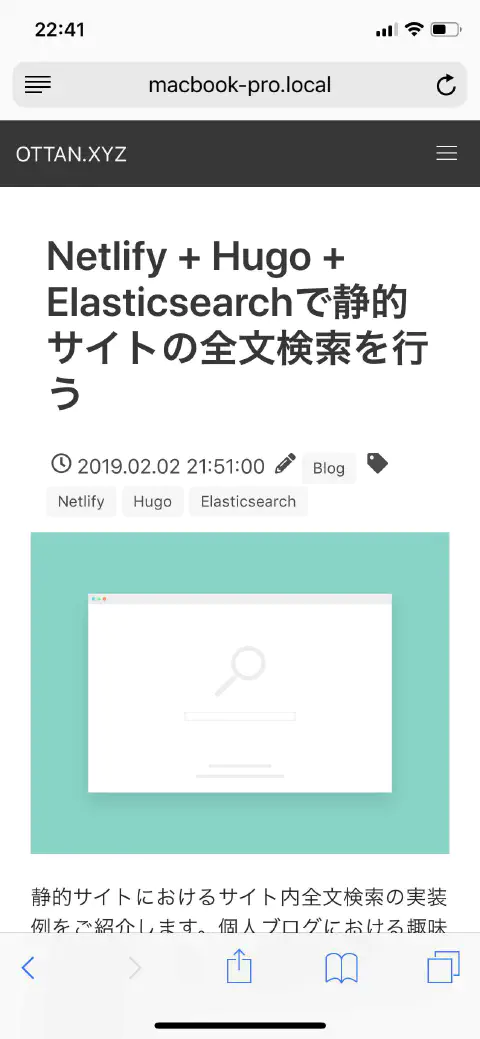 22:41
macbook-pro.local
OTTAN.XYZ
Netlify + Hugo +
Elasticsearchで静的
サイトの全文検索を行
う
2019.02.02 21:51:00 Blog
Netlify Hugo Elasticsearch
静的サイトにおけるサイト内全文検索の実装
例をご紹介します。個人ブログにおける趣味